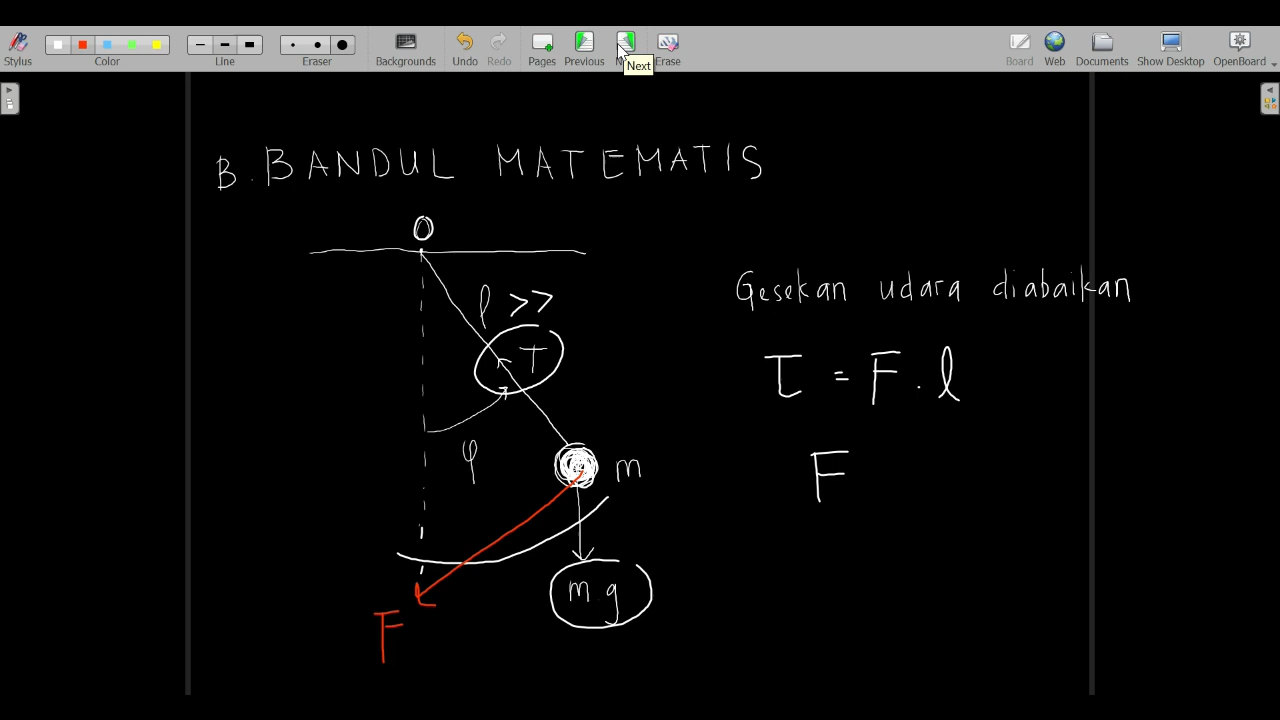 Stylus
Color
Line
Eraser
Backgrounds
Undo
Redo
Pages
Previous
Next
Erase
Board
Web
Documents
Show Desktop
OpenBoard
B. BANDUL MATEMATIS
O
l >>
T
φ
m
m.g
F
Gesekan udara diabaikan
τ = F . l
F